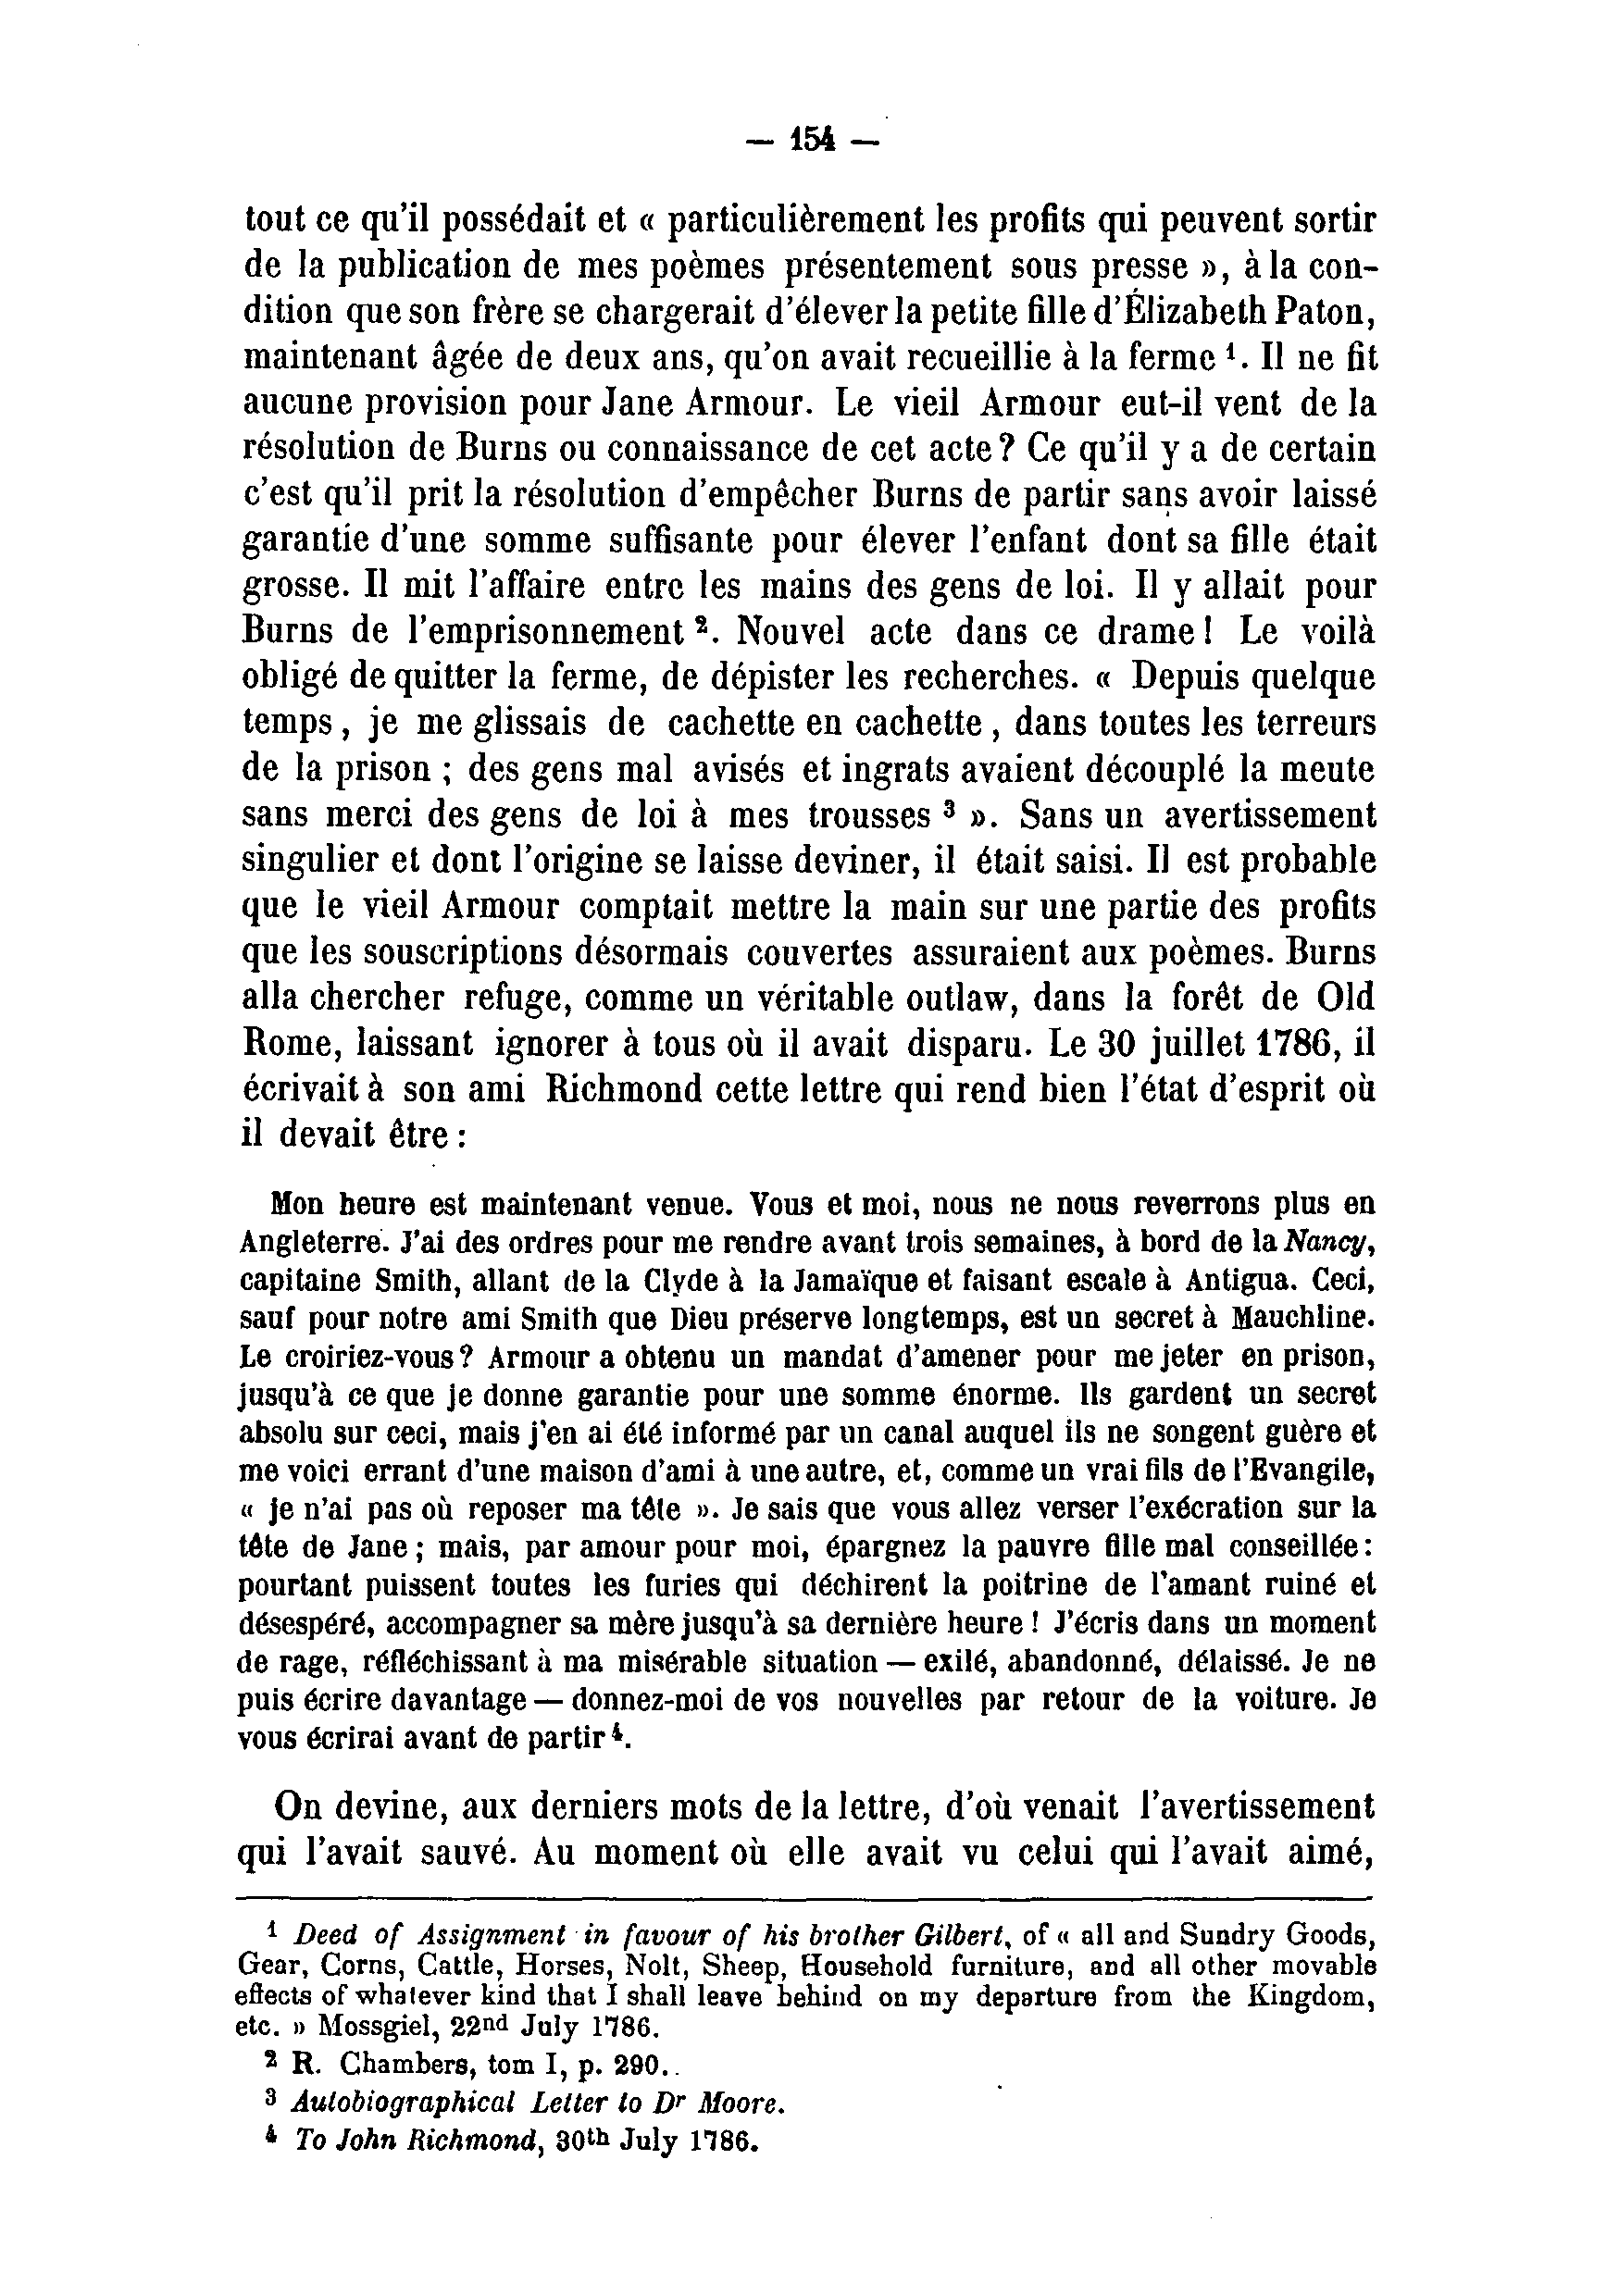 — 154 —
tout ce qu'il possédait et « particulièrement les profits qui peuvent sortir
de la publication de mes poèmes présentement sous presse », à la con-
dition que son frère se chargerait d'élever la petite fille d'Élizabeth Paton,
maintenant âgée de deux ans, qu'on avait recueillie à la ferme ¹. Il ne fit
aucune provision pour Jane Armour. Le vieil Armour eut-il vent de la
résolution de Burns ou connaissance de cet acte ? Ce qu'il y a de certain
c'est qu'il prit la résolution d'empêcher Burns de partir sans avoir laissé
garantie d'une somme suffisante pour élever l'enfant dont sa fille était
grosse. Il mit l'affaire entre les mains des gens de loi. Il y allait pour
Burns de l'emprisonnement ². Nouvel acte dans ce drame ! Le voilà
obligé de quitter la ferme, de dépister les recherches. « Depuis quelque
temps, je me glissais de cachette en cachette, dans toutes les terreurs
de la prison ; des gens mal avisés et ingrats avaient découplé la meute
sans merci des gens de loi à mes trousses ³ ». Sans un avertissement
singulier et dont l'origine se laisse deviner, il était saisi. Il est probable
que le vieil Armour comptait mettre la main sur une partie des profits
que les souscriptions désormais couvertes assuraient aux poèmes. Burns
alla chercher refuge, comme un véritable outlaw, dans la forêt de Old
Rome, laissant ignorer à tous où il avait disparu. Le 30 juillet 1786, il
écrivait à son ami Richmond cette lettre qui rend bien l'état d'esprit où
il devait être :
Mon heure est maintenant venue. Vous et moi, nous ne nous reverrons plus en
Angleterre. J'ai des ordres pour me rendre avant trois semaines, à bord de la Nancy,
capitaine Smith, allant de la Clyde à la Jamaïque et faisant escale à Antigua. Ceci,
sauf pour notre ami Smith que Dieu préserve longtemps, est un secret à Mauchline.
Le croiriez-vous ? Armour a obtenu un mandat d'amener pour me jeter en prison,
jusqu'à ce que je donne garantie pour une somme énorme. Ils gardent un secret
absolu sur ceci, mais j'en ai été informé par un canal auquel ils ne songent guère et
me voici errant d'une maison d'ami à une autre, et, comme un vrai fils de l'Evangile,
« je n'ai pas où reposer ma tête ». Je sais que vous allez verser l'exécration sur la
tête de Jane ; mais, par amour pour moi, épargnez la pauvre fille mal conseillée :
pourtant puissent toutes les furies qui déchirent la poitrine de l'amant ruiné et
désespéré, accompagner sa mère jusqu'à sa dernière heure ! J'écris dans un moment
de rage, réfléchissant à ma misérable situation — exilé, abandonné, délaissé. Je ne
puis écrire davantage — donnez-moi de vos nouvelles par retour de la voiture. Je
vous écrirai avant de partir ⁴.
On devine, aux derniers mots de la lettre, d'où venait l'avertissement
qui l'avait sauvé. Au moment où elle avait vu celui qui l'avait aimé,
¹ Deed of Assignment in favour of his brother Gilbert, of « all and Sundry Goods,
Gear, Corns, Cattle, Horses, Nolt, Sheep, Household furniture, and all other movable
effects of whatever kind that I shall leave behind on my departure from the Kingdom,
etc. » Mossgiel, 22nd July 1786.
² R. Chambers, tom I, p. 290..
³ Autobiographical Letter to Dr Moore.
⁴ To John Richmond, 30th July 1786.